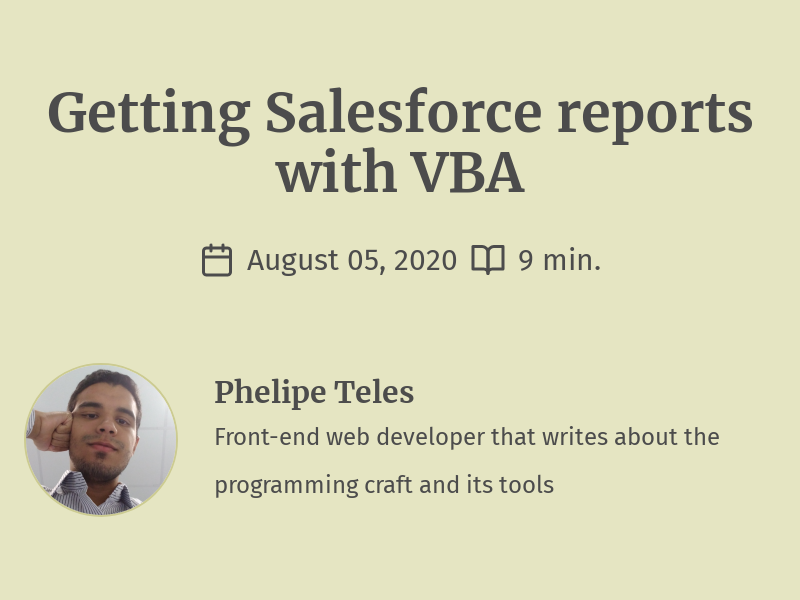 Getting Salesforce reports
with VBA
August 05, 2020 9 min.
Phelipe Teles
Front-end web developer that writes about the
programming craft and its tools